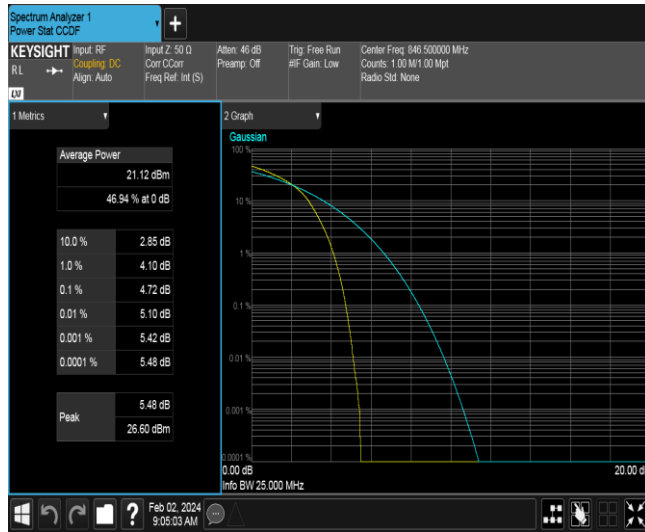 Spectrum Analyzer 1
Power Stat CCDF
+
KEYSIGHT
RL
LXI
Input: RF
Coupling: DC
Align: Auto
Input Z: 50 Ω
Corr CCorr
Freq Ref: Int (S)
Atten: 46 dB
Preamp: Off
Trig: Free Run
#IF Gain: Low
Center Freq: 846.500000 MHz
Counts: 1.00 M/1.00 Mpt
Radio Std: None
1 Metrics
Average Power
21.12 dBm
46.94 % at 0 dB
10.0 % 2.85 dB
1.0 % 4.10 dB
0.1 % 4.72 dB
0.01 % 5.10 dB
0.001 % 5.42 dB
0.0001 % 5.48 dB
Peak 5.48 dB
26.60 dBm
2 Graph
Gaussian
100 %
10 %
1 %
0.1 %
0.01 %
0.001 %
0.0001 %
0.00 dB 20.00 d
Info BW 25.000 MHz
?
Feb 02, 2024
9:05:03 AM